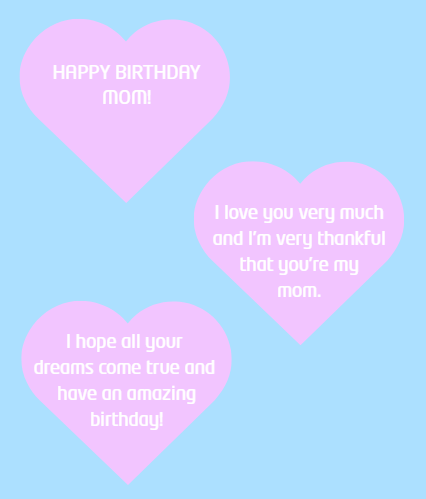 HAPPY BIRTHDAY
MOM!
I love you very much
and I'm very thankful
that you're my
mom.
I hope all your
dreams come true and
have an amazing
birthday!